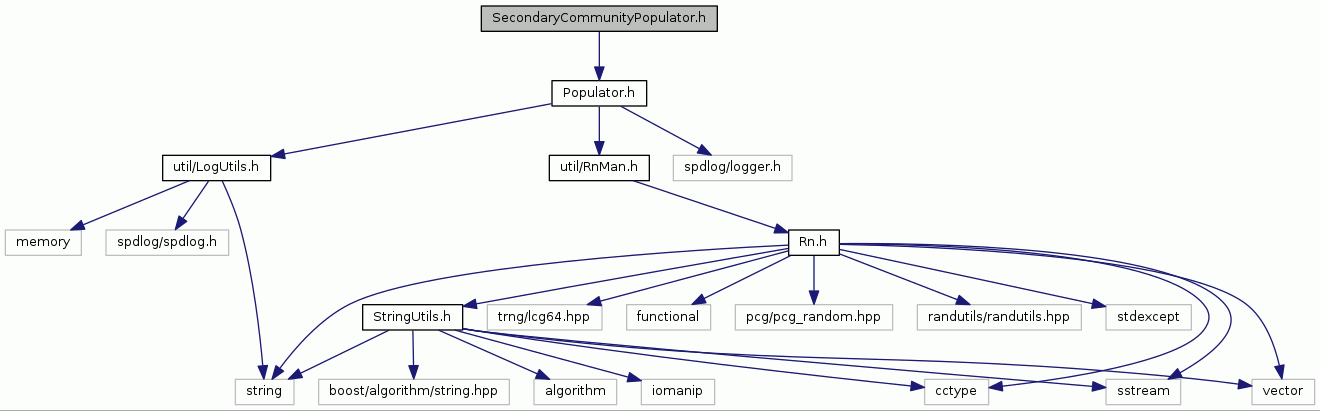 SecondaryCommunityPopulator.h
Populator.h
util/LogUtils.h
util/RnMan.h
spdlog/logger.h
memory
spdlog/spdlog.h
Rn.h
StringUtils.h
trng/lcg64.hpp
functional
pcg/pcg_random.hpp
randutils/randutils.hpp
stdexcept
string
boost/algorithm/string.hpp
algorithm
iomanip
cctype
sstream
vector